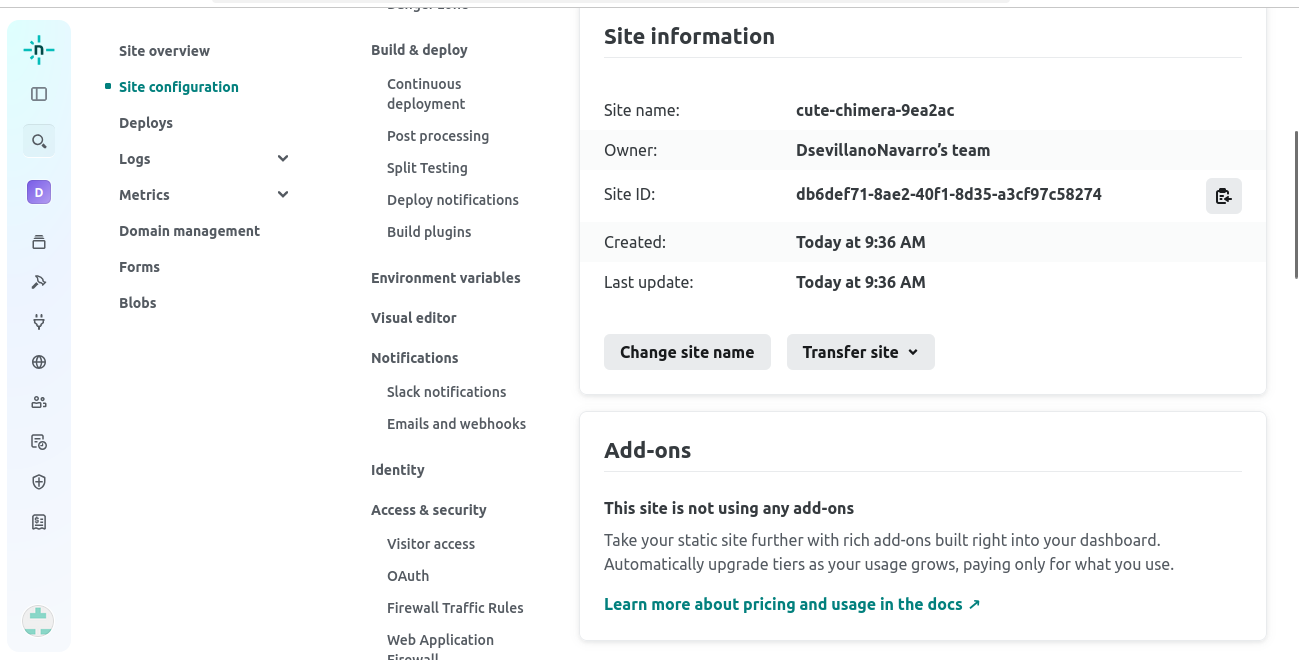 n
D
Site overview
Site configuration
Deploys
Logs
Metrics
Domain management
Forms
Blobs
Danger zone
Build & deploy
Continuous
deployment
Post processing
Split Testing
Deploy notifications
Build plugins
Environment variables
Visual editor
Notifications
Slack notifications
Emails and webhooks
Identity
Access & security
Visitor access
OAuth
Firewall Traffic Rules
Web Application
Firewall
Site information
Site name: cute-chimera-9ea2ac
Owner: DsevillanoNavarro’s team
Site ID: db6def71-8ae2-40f1-8d35-a3cf97c58274
Created: Today at 9:36 AM
Last update: Today at 9:36 AM
Change site name Transfer site
Add-ons
This site is not using any add-ons
Take your static site further with rich add-ons built right into your dashboard.
Automatically upgrade tiers as your usage grows, paying only for what you use.
Learn more about pricing and usage in the docs ↗